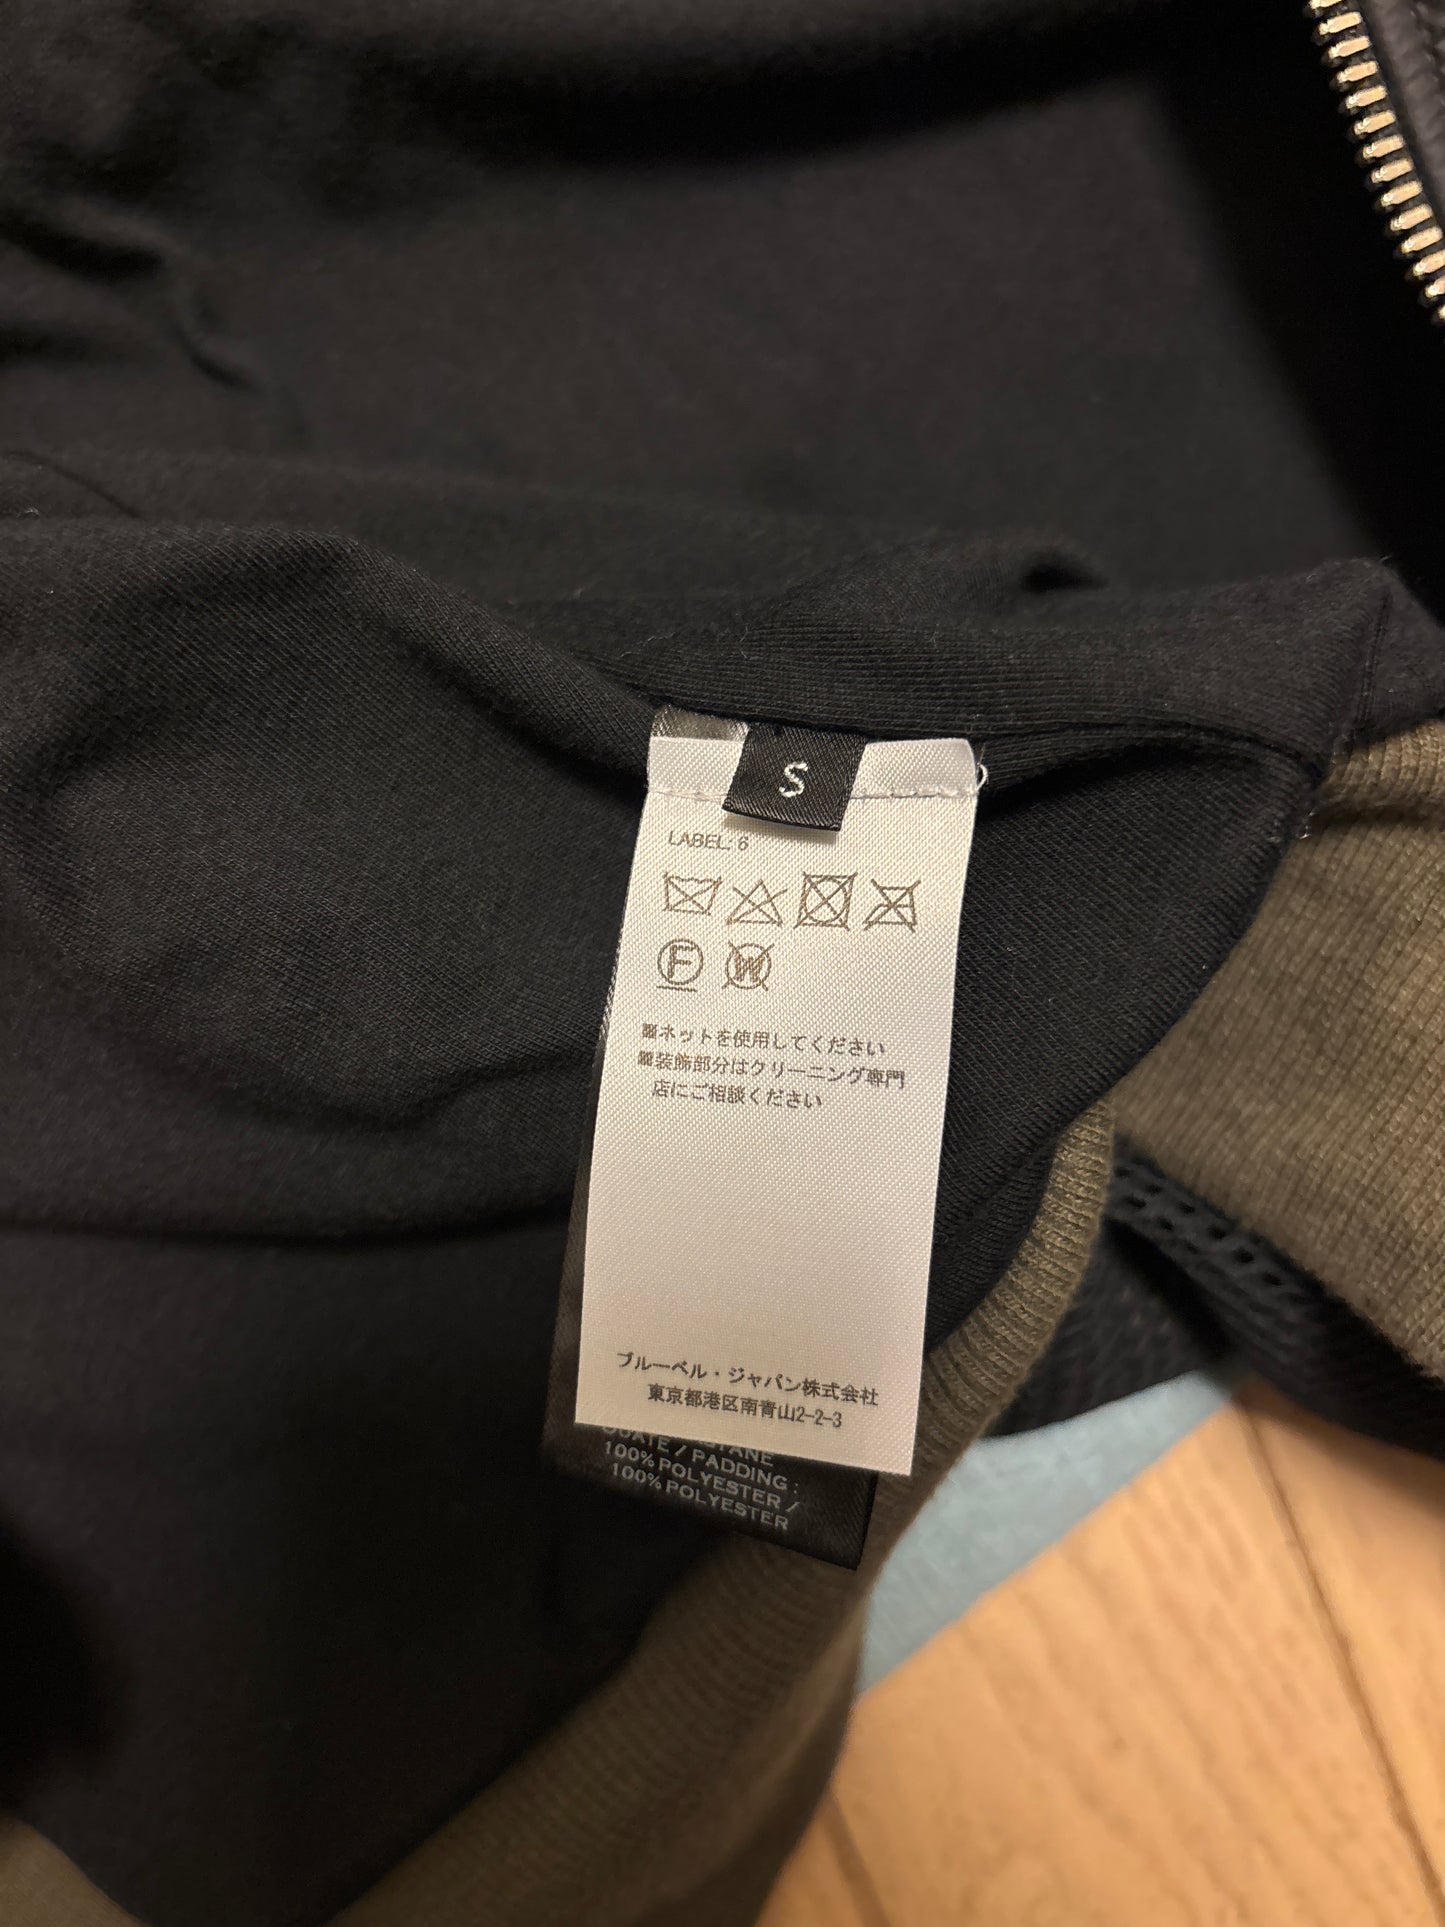 S
LABEL: 6
F
W
ネットを使用してください
装飾部分はクリーニング専門
店にご相談ください
ブルーベル・ジャパン株式会社
東京都港区南青山2-2-3
OUATE / PADDING :
100% POLYESTER /
100% POLYESTER